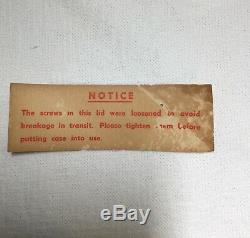 NOTICE
The screws in this lid were loosened to avoid
breakage in transit. Please tighten them before
putting case into use.